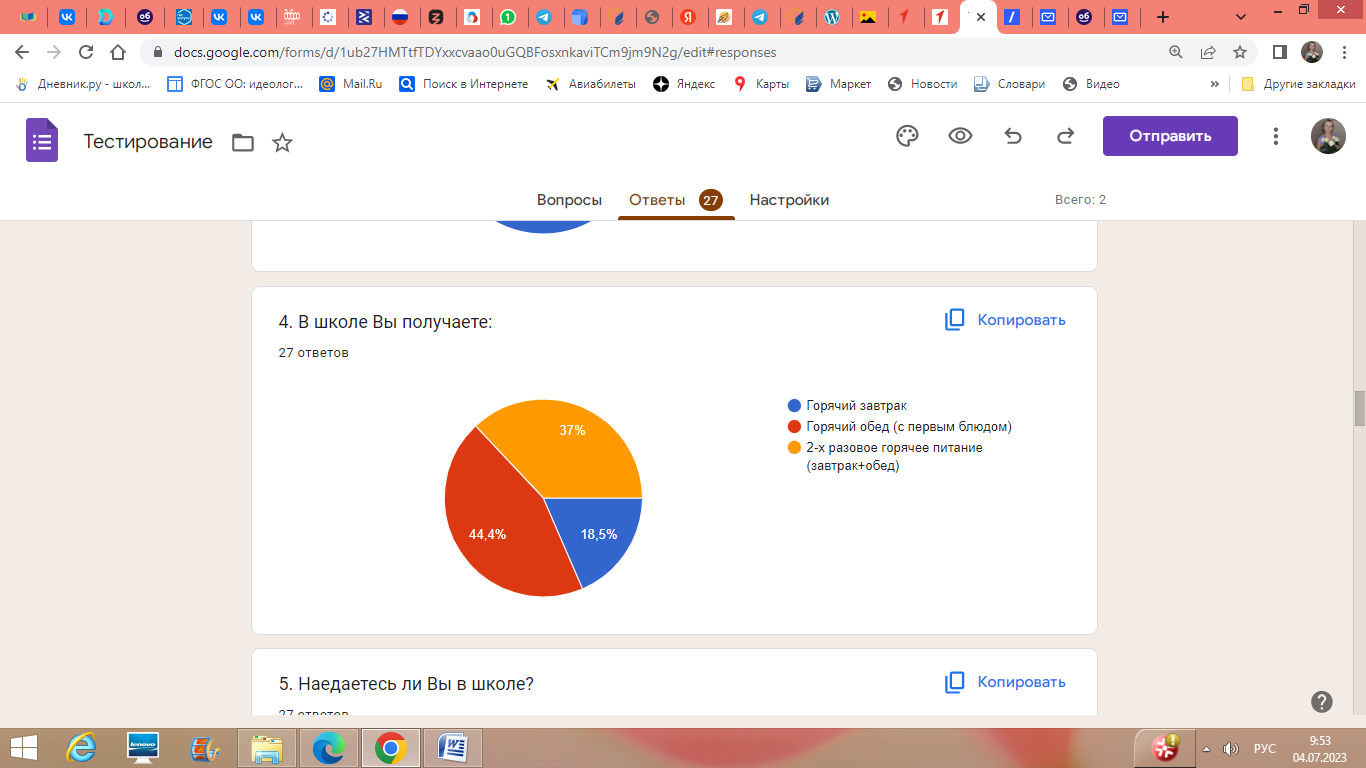 docs.google.com/forms/d/1ub27HMTtfTDYxxcvaao0uGQBFosxnkaviTCm9jm9N2g/edit#responses
Дневник.ру - школ...
ФГОС ОО: идеолог...
Mail.Ru
Поиск в Интернете
Авиабилеты
Яндекс
Карты
Маркет
Новости
Словари
Видео
»
Другие закладки
Тестирование
Отправить
Вопросы
Ответы 27
Настройки
Всего: 2
4. В школе Вы получаете:
Копировать
27 ответов
37%
44,4%
18,5%
Горячий завтрак
Горячий обед (с первым блюдом)
2-х разовое горячее питание
(завтрак+обед)
5. Наедаетесь ли Вы в школе?
Копировать
27 ответов
РУС
9:53
04.07.2023